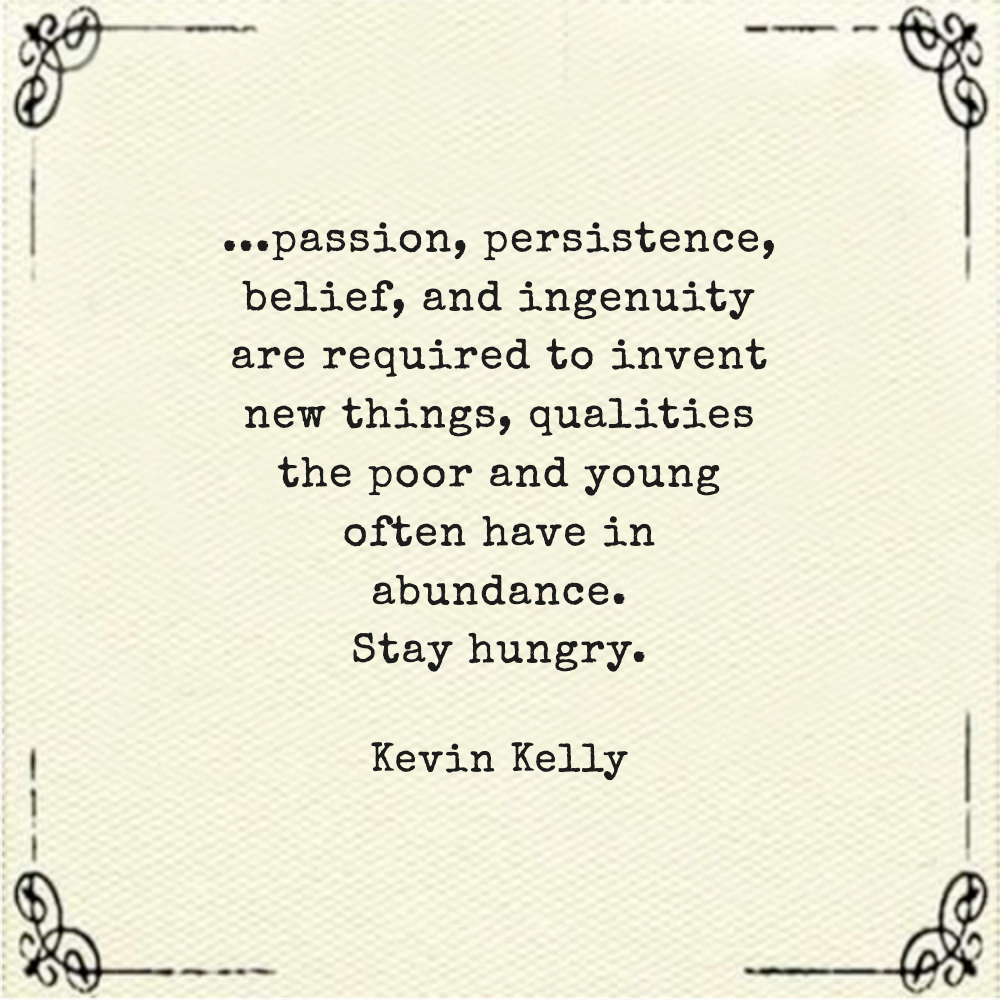 ...passion, persistence,
belief, and ingenuity
are required to invent
new things, qualities
the poor and young
often have in
abundance.
Stay hungry.
Kevin Kelly